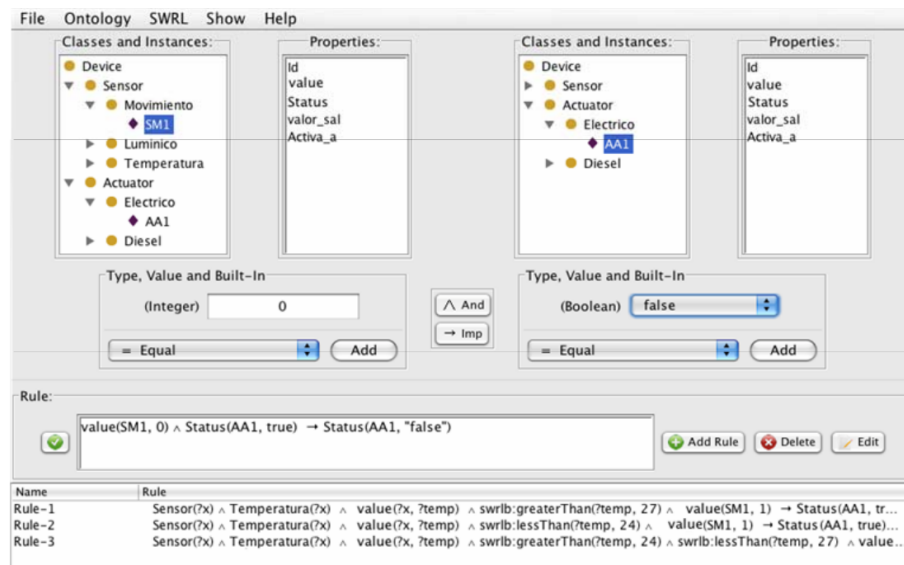 File Ontology SWRL Show Help
Classes and Instances:
Device
Sensor
Movimiento
SM1
Luminico
Temperatura
Actuator
Electrico
AA1
Diesel
Properties:
Id
value
Status
valor_sal
Activa_a
Classes and Instances:
Device
Sensor
Actuator
Electrico
AA1
Diesel
Properties:
Id
value
Status
valor_sal
Activa_a
Type, Value and Built-In
(Integer) 0
= Equal Add
∧ And
→ Imp
Type, Value and Built-In
(Boolean) false
= Equal Add
Rule:
value(SM1, 0) ∧ Status(AA1, true) → Status(AA1, "false")
Add Rule Delete Edit
Name Rule
Rule-1 Sensor(?x) ∧ Temperatura(?x) ∧ value(?x, ?temp) ∧ swrlb:greaterThan(?temp, 27) ∧ value(SM1, 1) → Status(AA1, tr...
Rule-2 Sensor(?x) ∧ Temperatura(?x) ∧ value(?x, ?temp) ∧ swrlb:lessThan(?temp, 24) ∧ value(SM1, 1) → Status(AA1, true)...
Rule-3 Sensor(?x) ∧ Temperatura(?x) ∧ value(?x, ?temp) ∧ swrlb:greaterThan(?temp, 24) ∧ swrlb:lessThan(?temp, 27) ∧ value...